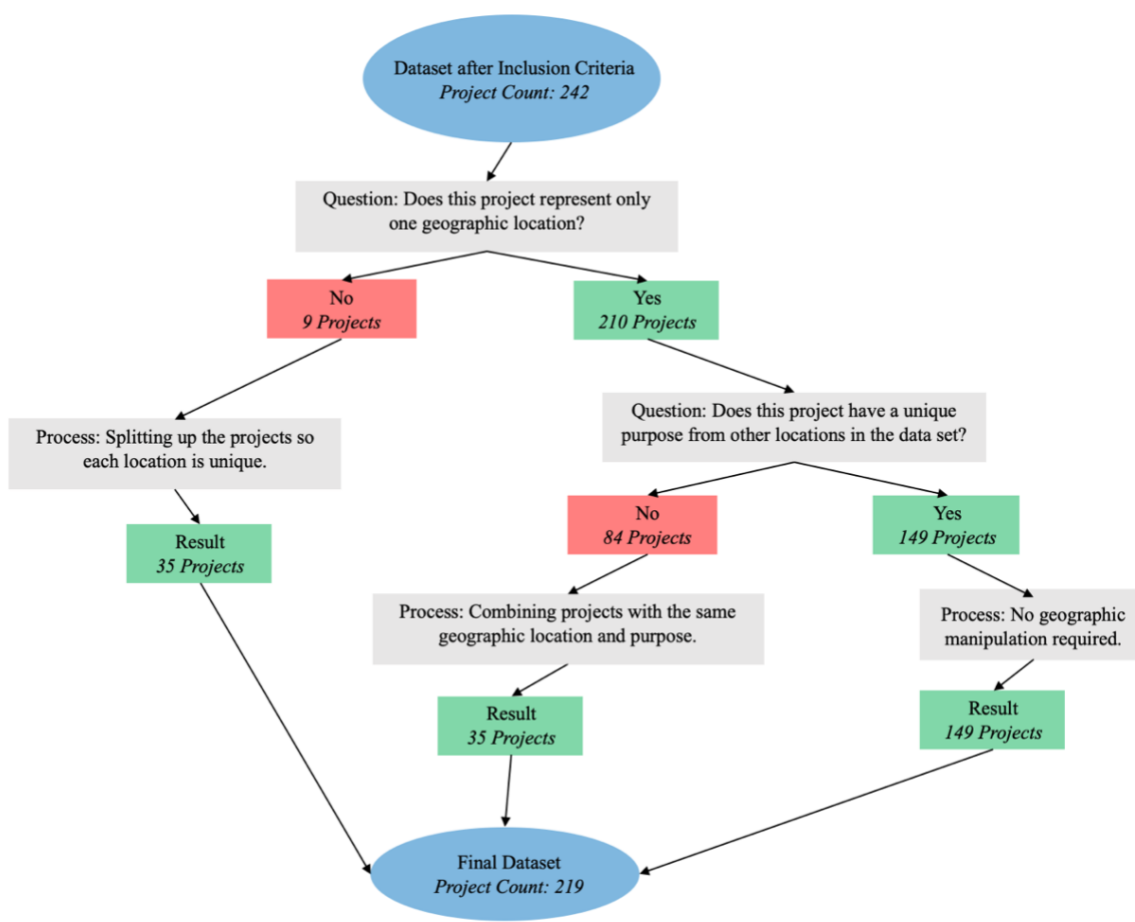 Dataset after Inclusion Criteria
Project Count: 242
Question: Does this project represent only
one geographic location?
No
9 Projects
Yes
210 Projects
Process: Splitting up the projects so
each location is unique.
Question: Does this project have a unique
purpose from other locations in the data set?
Result
35 Projects
No
84 Projects
Yes
149 Projects
Process: Combining projects with the same
geographic location and purpose.
Process: No geographic
manipulation required.
Result
35 Projects
Result
149 Projects
Final Dataset
Project Count: 219